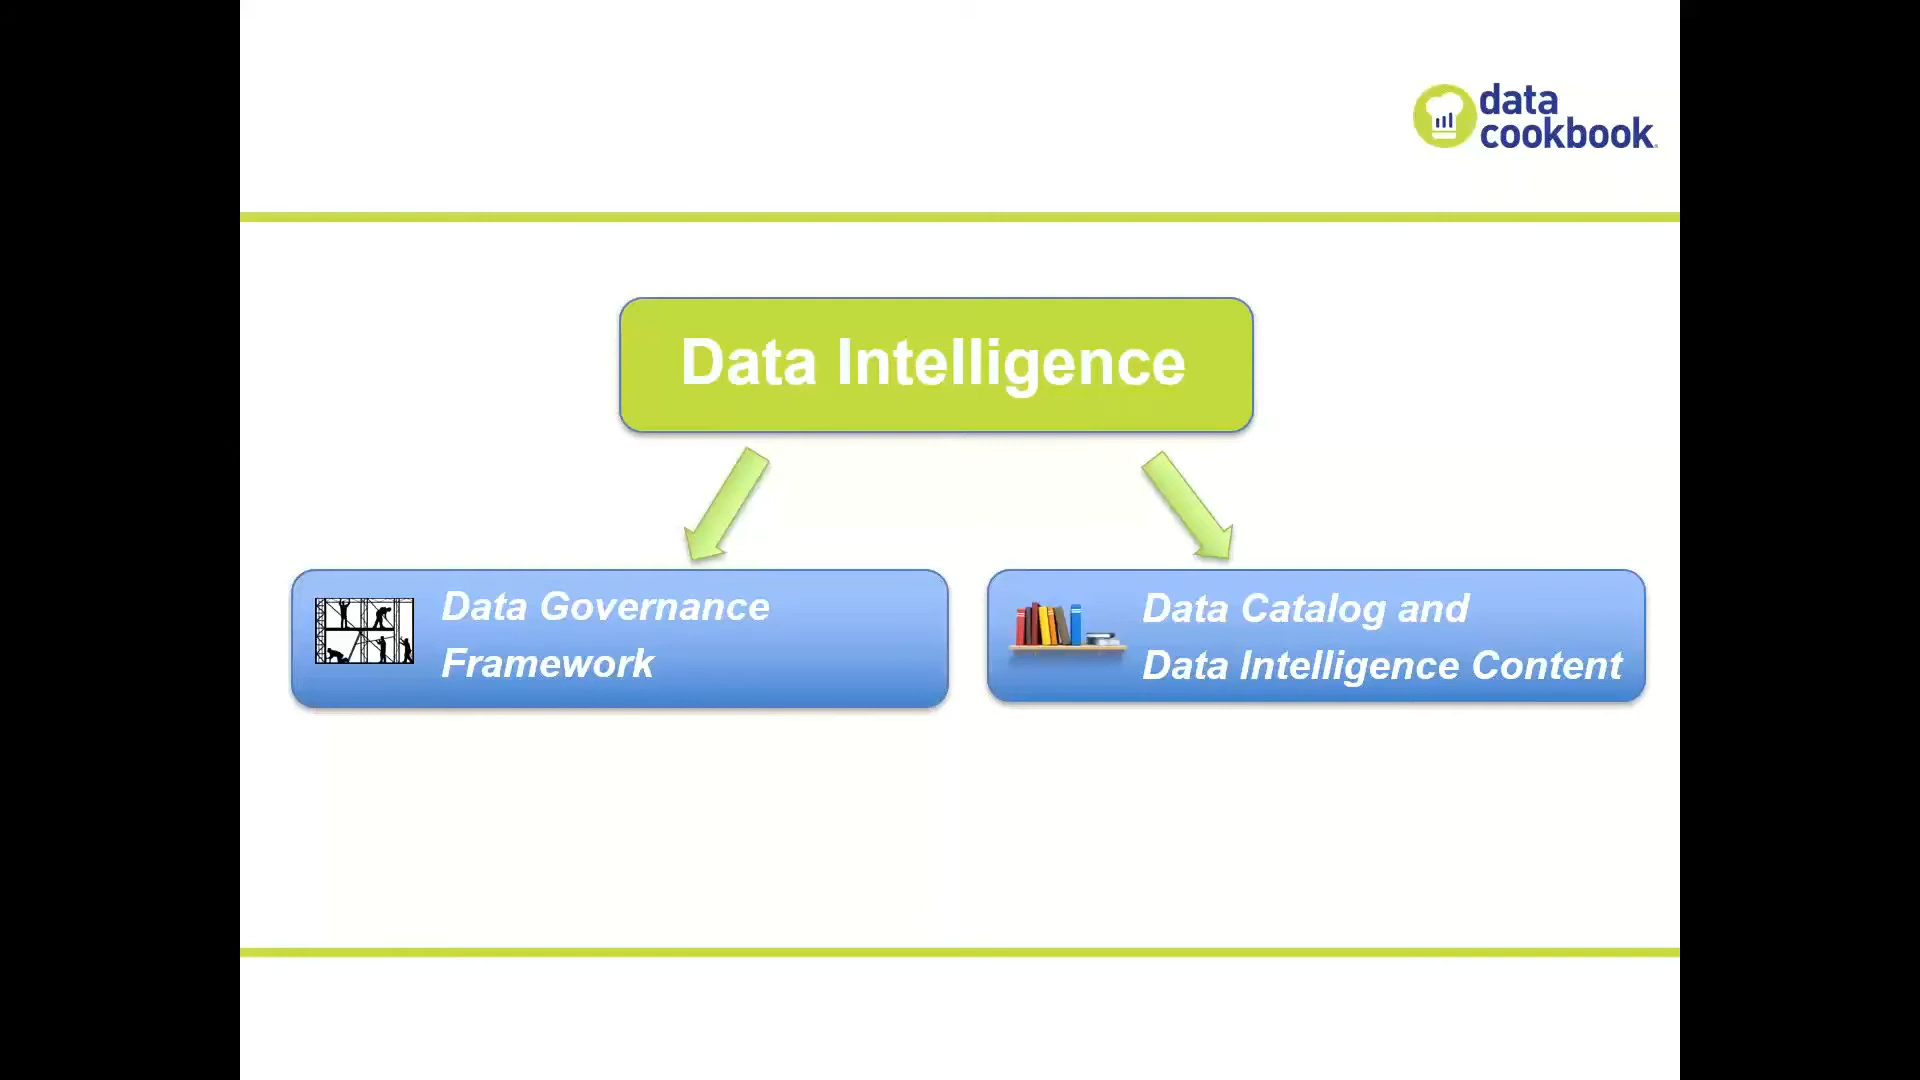 data
cookbook
Data Intelligence
Data Governance
Framework
Data Catalog and
Data Intelligence Content